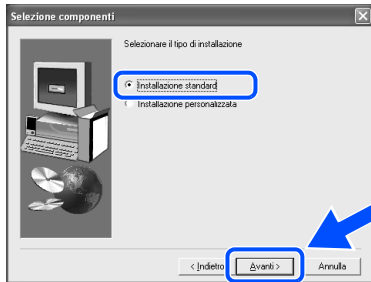 Selezione componenti
Selezionare il tipo di installazione
Installazione standard
Installazione personalizzata
< Indietro Avanti > Annulla